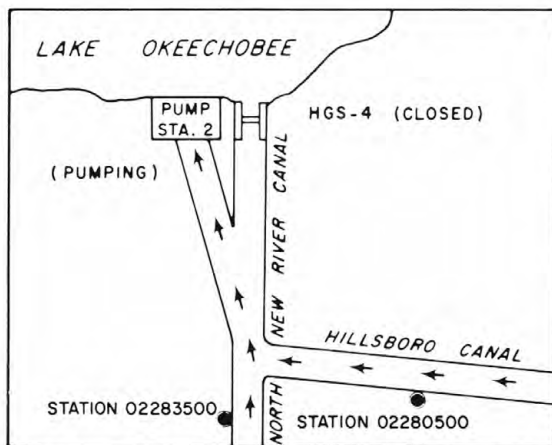 LAKE OKEECHOBEE
PUMP
STA. 2
HGS-4 (CLOSED)
(PUMPING)
NORTH NEW RIVER CANAL
HILLSBORO CANAL
STATION 02283500
STATION 02280500